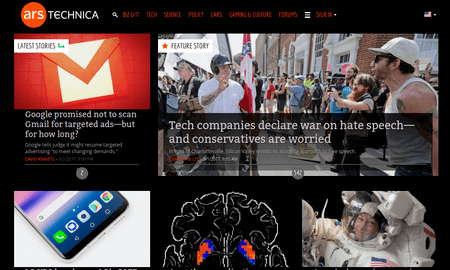 ars TECHNICA
BIZ & IT TECH SCIENCE POLICY CARS GAMING & CULTURE FORUMS SIGN IN
LATEST STORIES
FEATURE STORY
Google promised not to scan
Gmail for targeted ads—but
for how long?
Google tells judge it might resume targeted
advertising "to meet changing demands."
DAVID KRAVETS
2
Tech companies declare war on hate speech—
and conservatives are worried
547